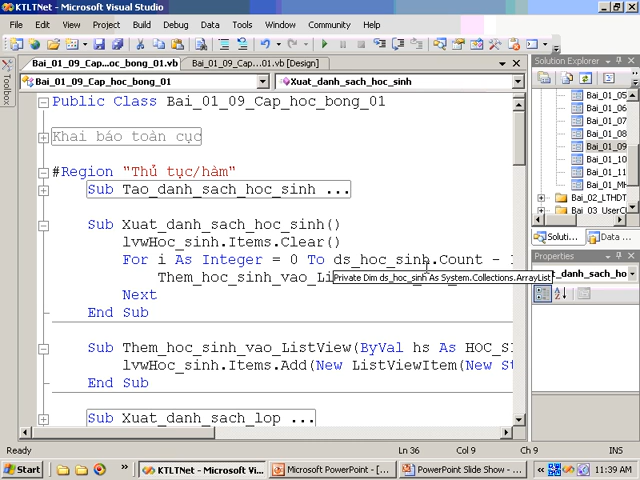 KTLTNet - Microsoft Visual Studio
File Edit View Project Build Debug Data Tools Window Community Help
Bai_01_09_Cap...oc_bong_01.vb Bai_01_09_C....01.vb [Design]
Toolbox
Bai_01_09_Cap_hoc_bong_01 Xuat_danh_sach_hoc_sinh
Public Class Bai_01_09_Cap_hoc_bong_01
Khai báo toàn cục
#Region "Thủ tục/hàm"
Sub Tao_danh_sach_hoc_sinh ...
Sub Xuat_danh_sach_hoc_sinh()
lvwHoc_sinh.Items.Clear()
For i As Integer = 0 To ds_hoc_sinh.Count -
Them_hoc_sinh_vao_Li
Private Dim ds_hoc_sinh As System.Collections.ArrayList
Next
End Sub
Sub Them_hoc_sinh_vao_ListView(ByVal hs As HOC_SI
lvwHoc_sinh.Items.Add(New ListViewItem(New St
End Sub
Sub Xuat_danh_sach_lop ...
Solution Explorer
Bai_01_05
Bai_01_06
Bai_01_07
Bai_01_08
Bai_01_09
Bai_01_10
Bai_01_11
Bai_01_MH
Bai_02_LTHDT
Bai_03_UserC
Soluti... Data ...
Properties
t_danh_sach_ho
Ready Ln 36 Col 9 Ch 9 INS
Start KTLTNet - Microsoft Vi... Microsoft PowerPoint - [... PowerPoint Slide Show - ... 11:39 AM